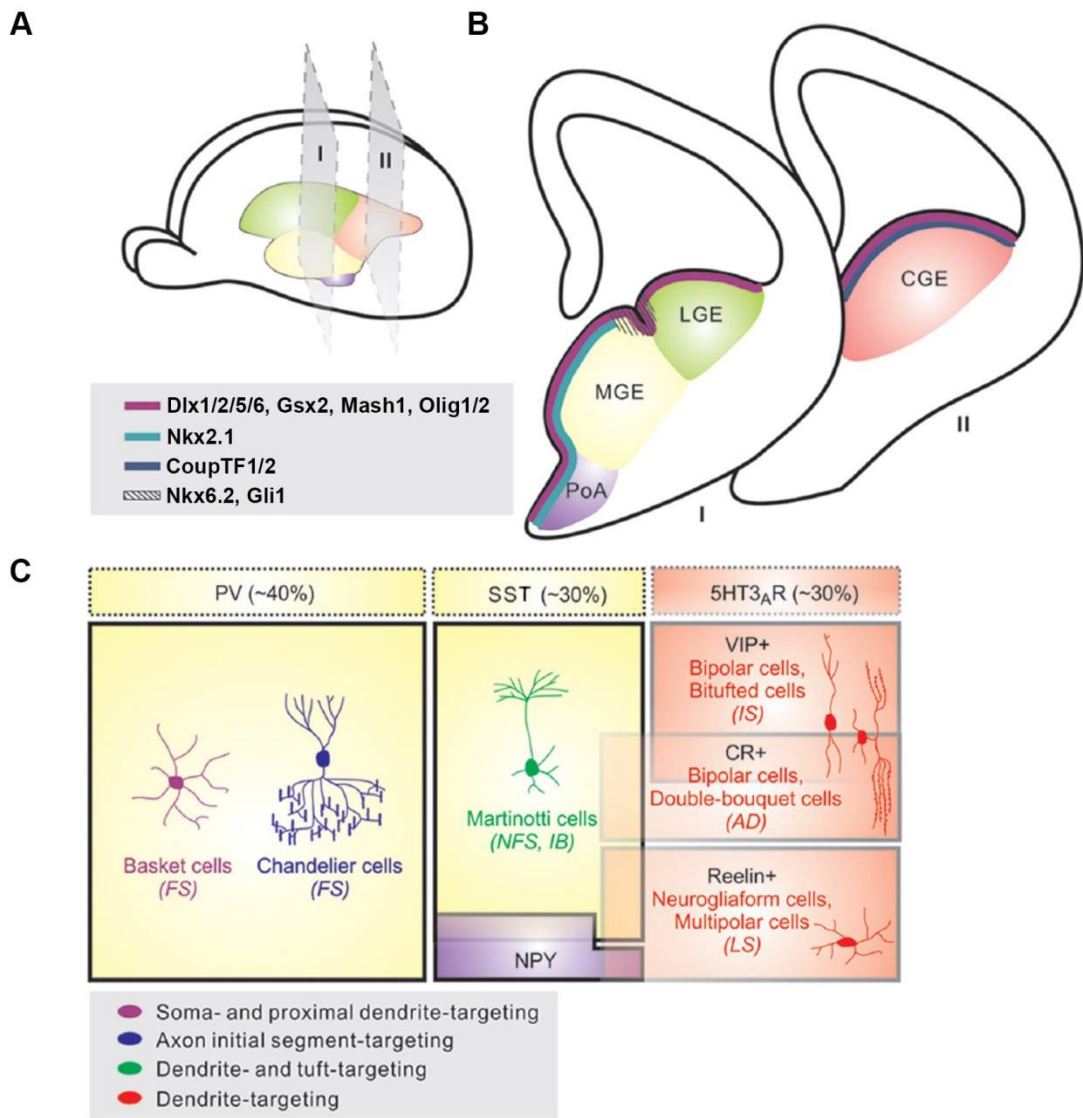 A
B
I
II
LGE
MGE
PoA
CGE
I
II
Dlx1/2/5/6, Gsx2, Mash1, Olig1/2
Nkx2.1
CoupTF1/2
Nkx6.2, Gli1
C
PV (~40%)
SST (~30%)
5HT3AR (~30%)
Basket cells
(FS)
Chandelier cells
(FS)
Martinotti cells
(NFS, IB)
NPY
VIP+
Bipolar cells,
Bitufted cells
(IS)
CR+
Bipolar cells,
Double-bouquet cells
(AD)
Reelin+
Neurogliaform cells,
Multipolar cells
(LS)
Soma- and proximal dendrite-targeting
Axon initial segment-targeting
Dendrite- and tuft-targeting
Dendrite-targeting